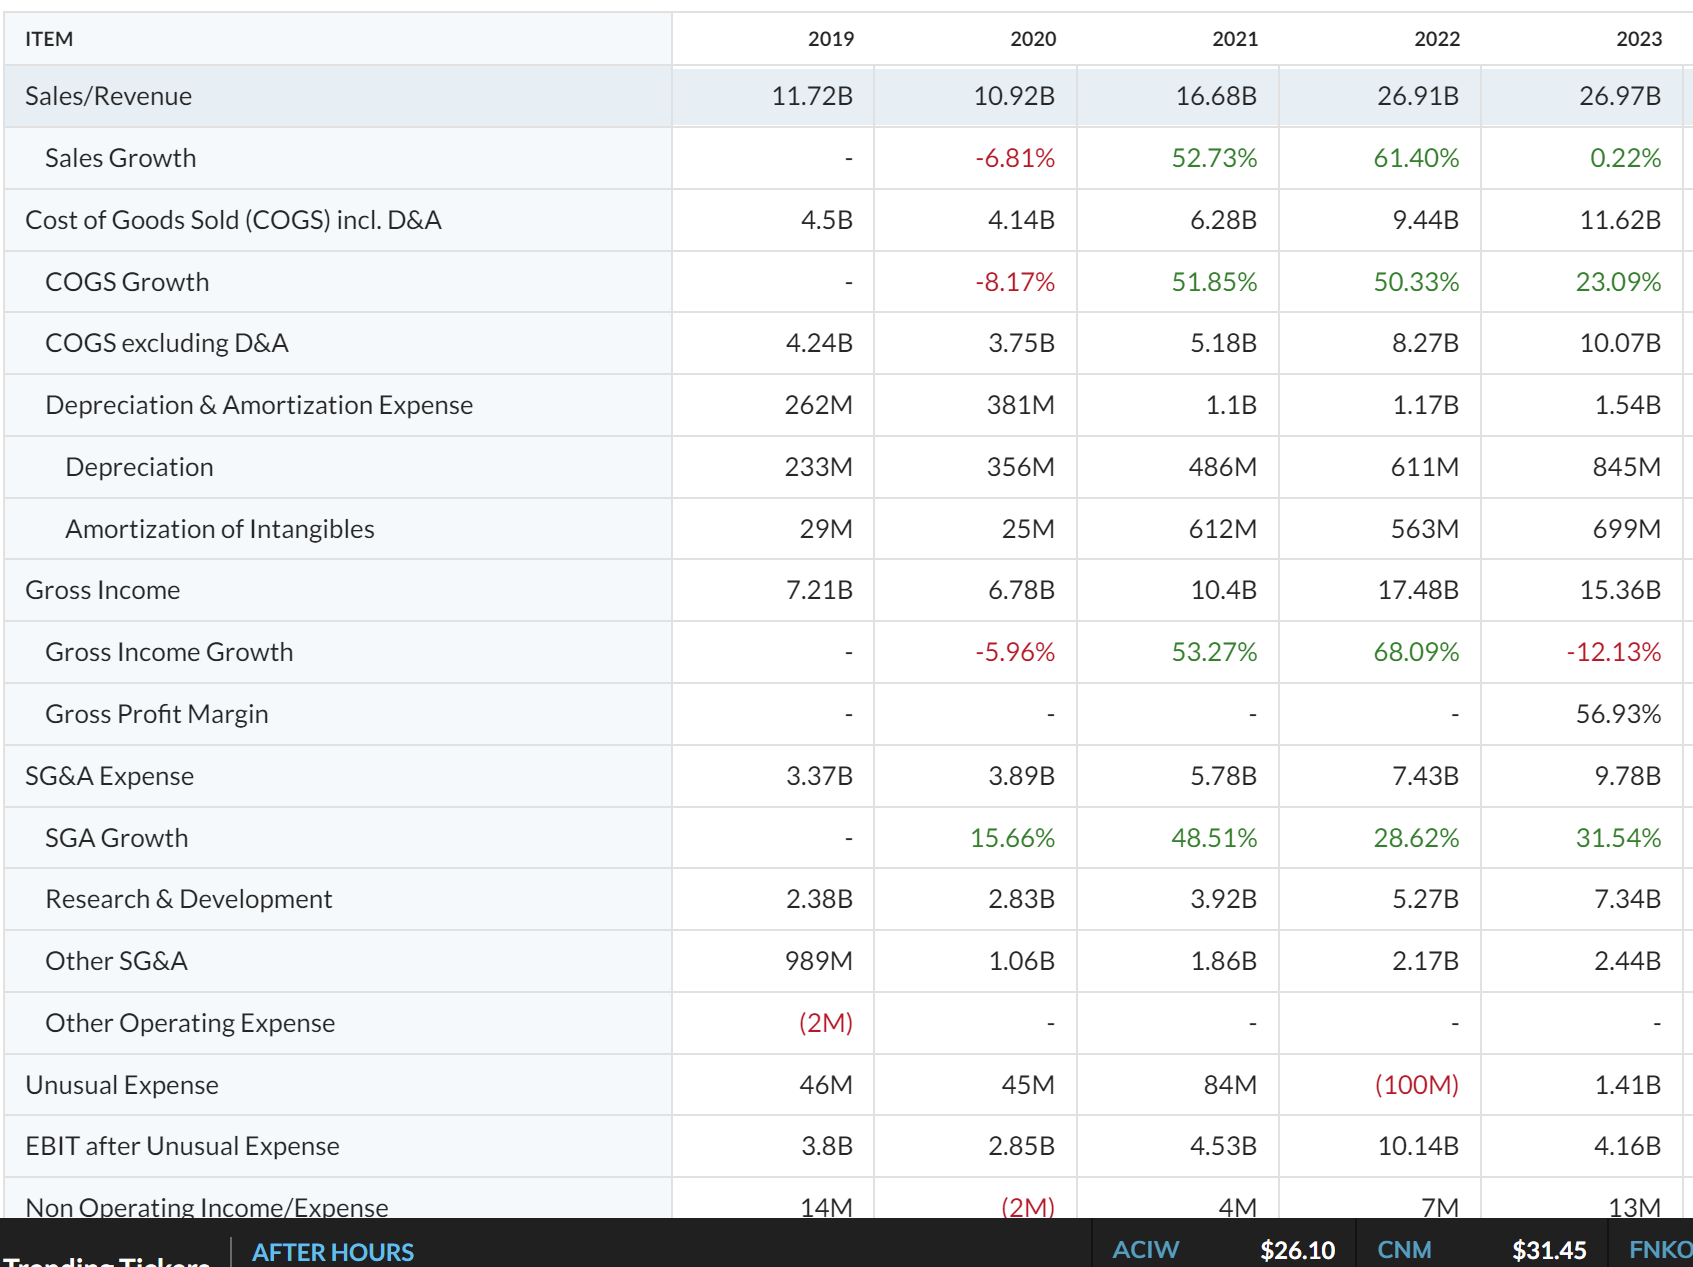 ITEM 2019 2020 2021 2022 2023
Sales/Revenue 11.72B 10.92B 16.68B 26.91B 26.97B
Sales Growth - -6.81% 52.73% 61.40% 0.22%
Cost of Goods Sold (COGS) incl. D&A 4.5B 4.14B 6.28B 9.44B 11.62B
COGS Growth - -8.17% 51.85% 50.33% 23.09%
COGS excluding D&A 4.24B 3.75B 5.18B 8.27B 10.07B
Depreciation & Amortization Expense 262M 381M 1.1B 1.17B 1.54B
Depreciation 233M 356M 486M 611M 845M
Amortization of Intangibles 29M 25M 612M 563M 699M
Gross Income 7.21B 6.78B 10.4B 17.48B 15.36B
Gross Income Growth - -5.96% 53.27% 68.09% -12.13%
Gross Profit Margin - - - - 56.93%
SG&A Expense 3.37B 3.89B 5.78B 7.43B 9.78B
SGA Growth - 15.66% 48.51% 28.62% 31.54%
Research & Development 2.38B 2.83B 3.92B 5.27B 7.34B
Other SG&A 989M 1.06B 1.86B 2.17B 2.44B
Other Operating Expense (2M) - - - -
Unusual Expense 46M 45M 84M (100M) 1.41B
EBIT after Unusual Expense 3.8B 2.85B 4.53B 10.14B 4.16B
Non Operating Income/Expense 14M (2M) 4M 7M 13M
Trending Tickers AFTER HOURS ACIW $26.10 CNM $31.45 FNKO